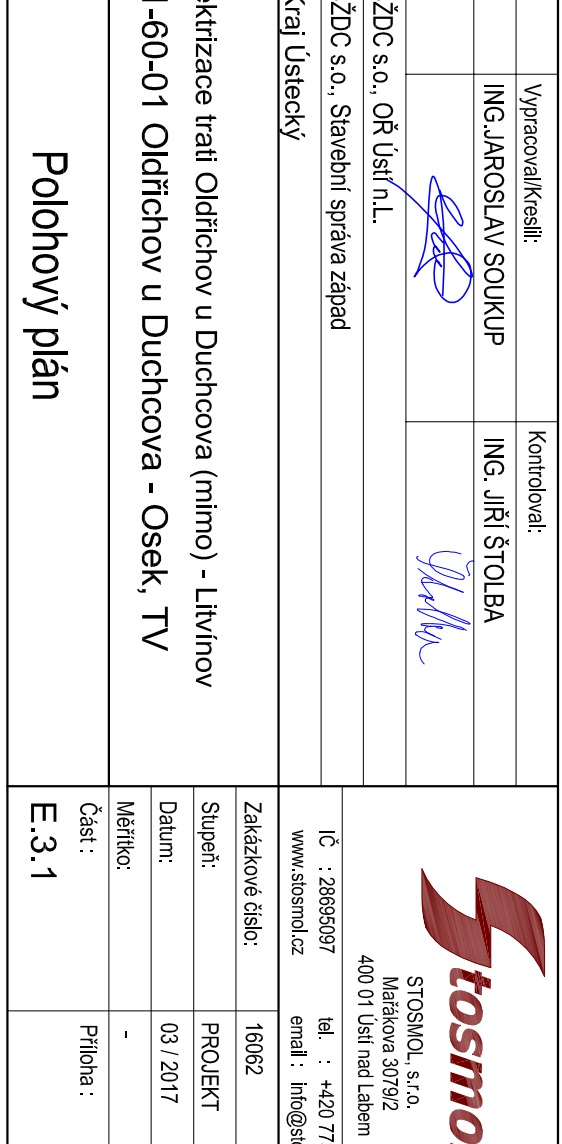 Vypracoval/Kreslil:
Kontroloval:
ING.JAROSLAV SOUKUP
ING. JIŘÍ ŠTOLBA
ŽDC s.o., OŘ Ústí n.L.
ŽDC s.o., Stavební správa západ
Kraj Ústecký
ektrizace trati Oldřichov u Duchcova (mimo) - Litvínov
-60-01 Oldřichov u Duchcova - Osek, TV
Polohový plán
Stosmo
STOSMOL, s.r.o.
Mařákova 3079/2
400 01 Ústí nad Labem
IČ : 28695097
tel. : +420 77
www.stosmol.cz
email : info@sto
Zakázkové číslo:
16062
Stupeň:
PROJEKT
Datum:
03 / 2017
Měřítko:
-
Část :
Příloha :
E.3.1